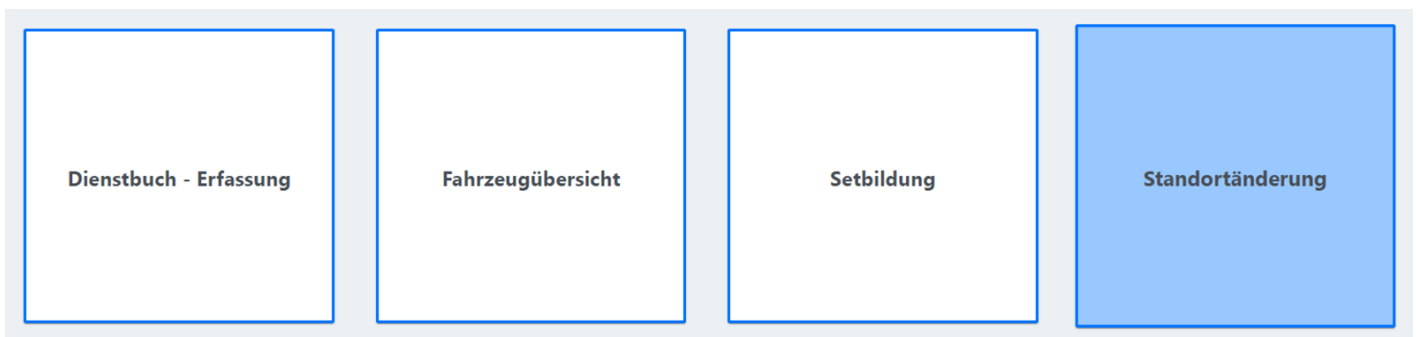 Dienstbuch - Erfassung
Fahrzeugübersicht
Setbildung
Standortänderung